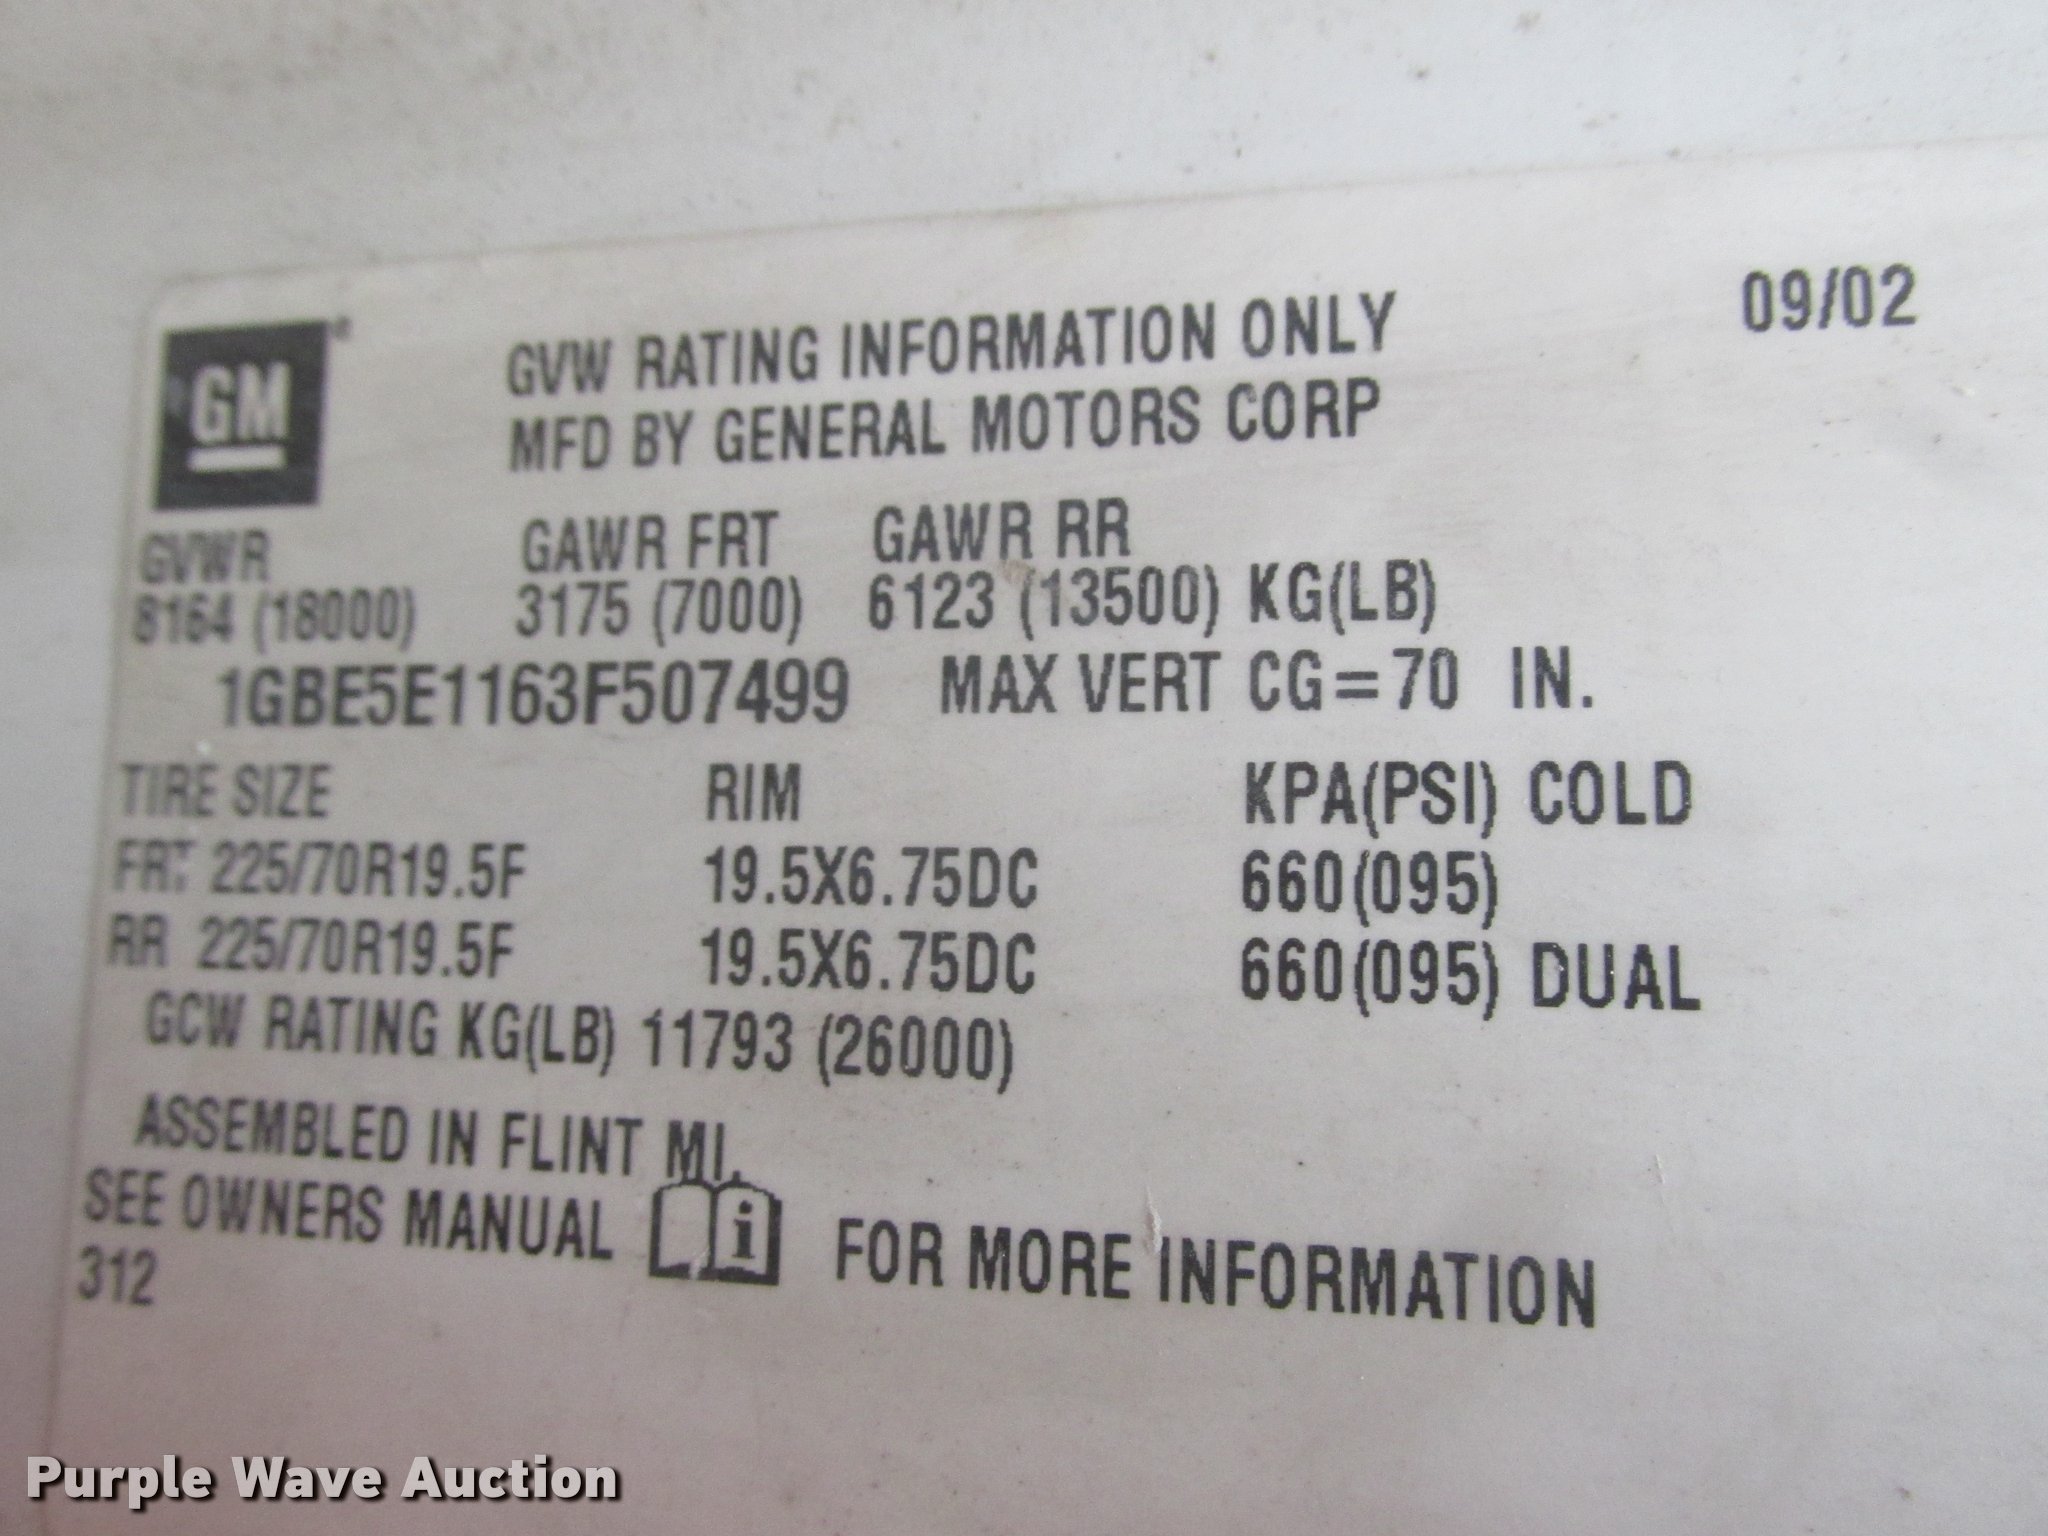 GM
GVW RATING INFORMATION ONLY
09/02
MFD BY GENERAL MOTORS CORP
GVWR GAWR FRT GAWR RR
8164 (18000) 3175 (7000) 6123 (13500) KG(LB)
1GBE5E1163F507499 MAX VERT CG=70 IN.
TIRE SIZE RIM KPA(PSI) COLD
FRT 225/70R19.5F 19.5X6.75DC 660(095)
RR 225/70R19.5F 19.5X6.75DC 660(095) DUAL
GCW RATING KG(LB) 11793 (26000)
ASSEMBLED IN FLINT MI.
SEE OWNERS MANUAL i FOR MORE INFORMATION
312
Purple Wave Auction